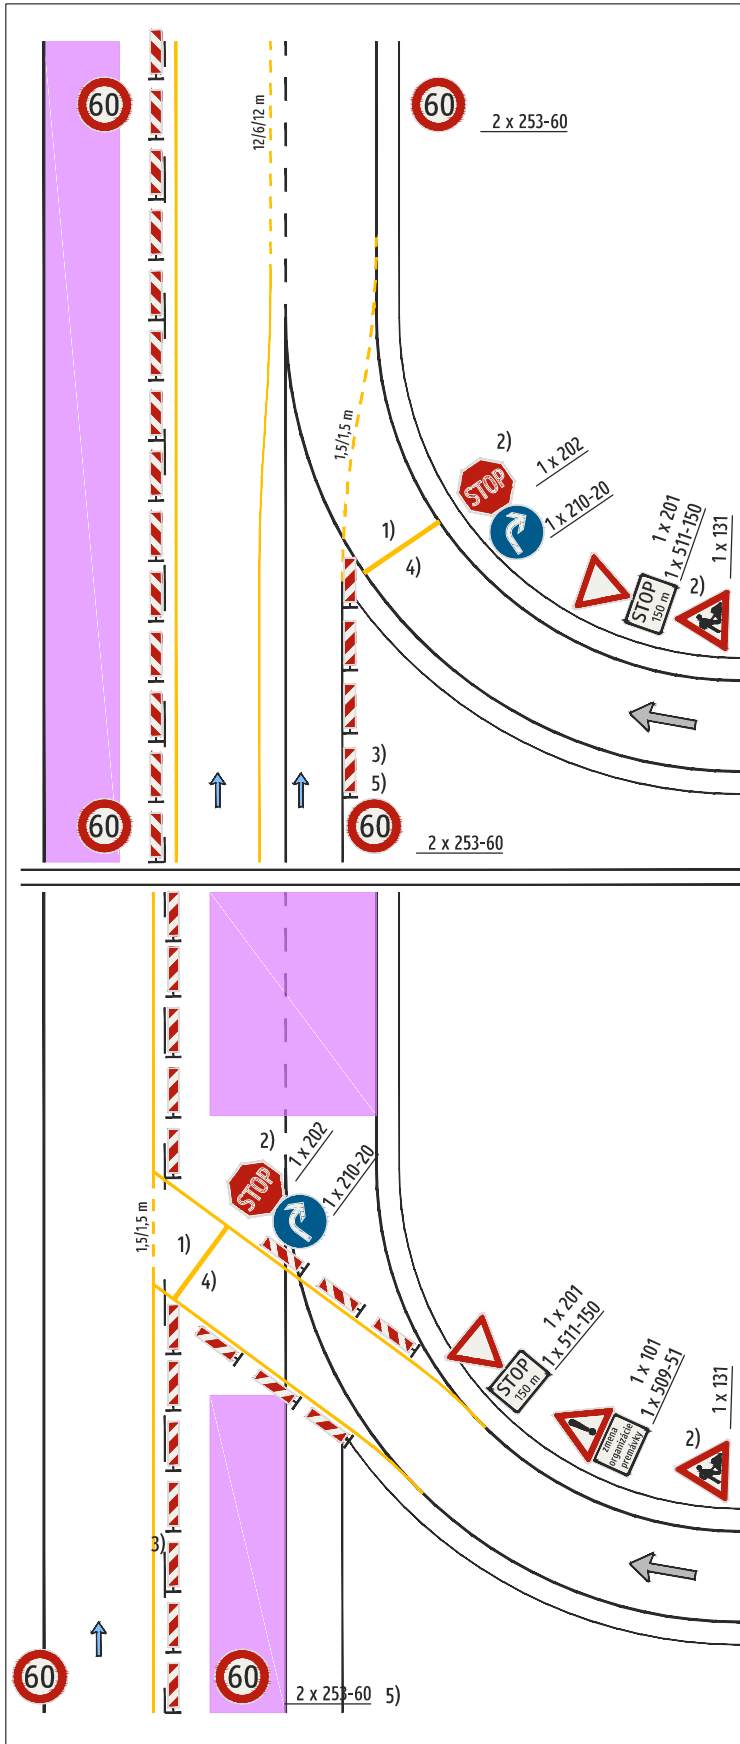 60
60
2 x 253-60
12/6/12 m
1,5/1,5 m
2)
1 x 202
STOP
1 x 210-20
1)
4)
1 x 201
1 x 511-150
STOP
150 m
2)
1 x 131
3)
5)
60
60
2 x 253-60
2)
1 x 202
STOP
1 x 210-20
1,5/1,5 m
1)
4)
1 x 201
1 x 511-150
STOP
150 m
1 x 101
1 x 509-51
zmena
organizácie
premávky
2)
1 x 131
3)
60
60
2 x 253-60
5)